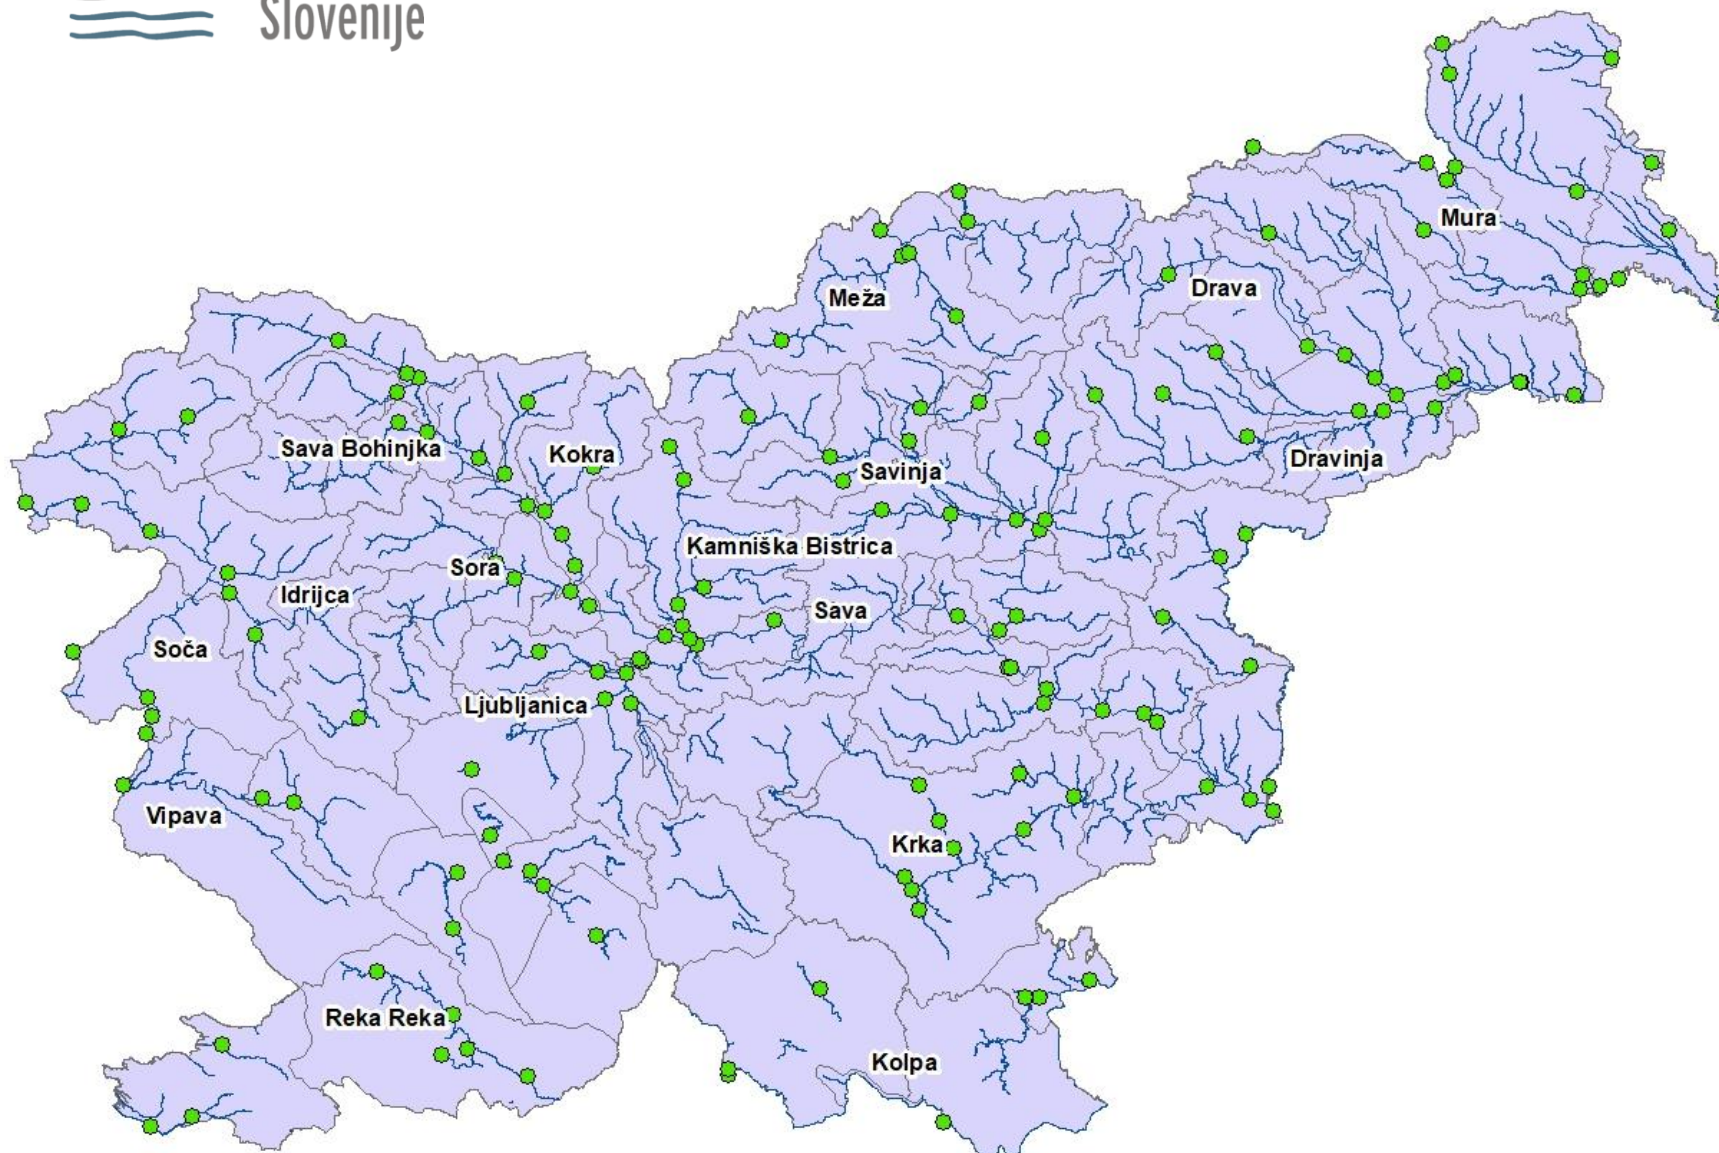 Slovenije
Mura
Drava
Meža
Sava Bohinjka
Kokra
Dravinja
Savinja
Kamniška Bistrica
Sora
Idrijca
Sava
Soča
Ljubljanica
Vipava
Krka
Reka Reka
Kolpa